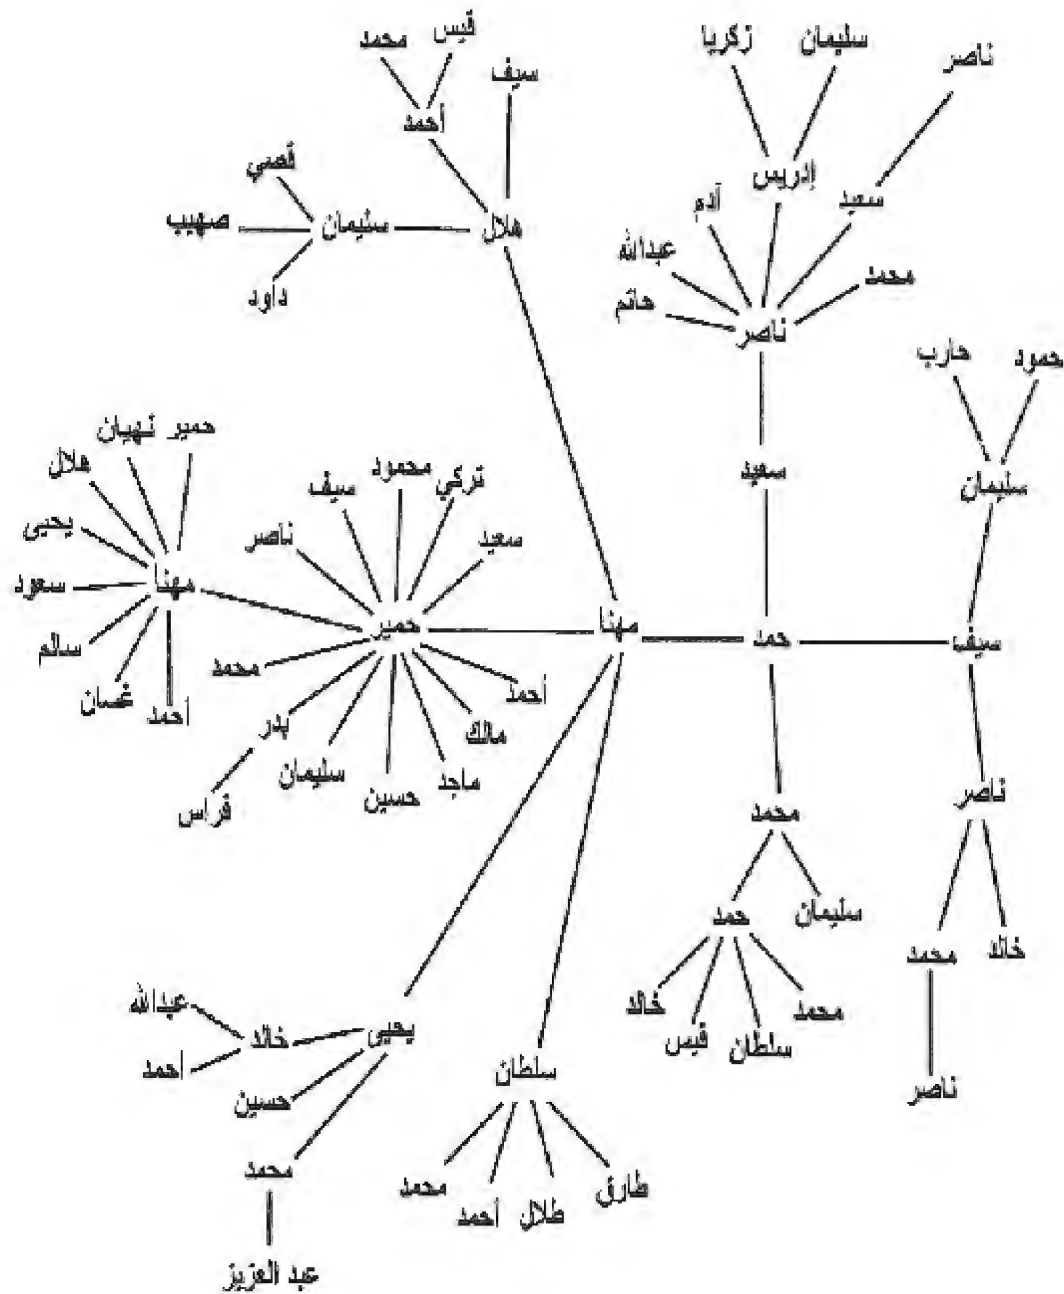 قيس
محمد
سليمان
زكريا
ناصر
سيف
أحمد
قصي
إدريس
سعيد
آدم
صهيب
سليمان
هلال
عبدالله
محمد
داود
حاتم
ناصر
حارب
حمود
حمير
نهيان
هلال
محمود
تركي
سعيد
سليمان
سيف
يحيى
ناصر
سعيد
سعود
مهنا
حمير
مهنا
حمد
سيف
سالم
محمد
أحمد
غسان
أحمد
بدر
مالك
سليمان
ماجد
حسين
فراس
محمد
ناصر
حمد
سليمان
محمد
خالد
عبدالله
خالد
يحيى
خالد
قيس
سلطان
محمد
أحمد
سلطان
حسين
ناصر
محمد
محمد
أحمد
طلال
طارق
عبد العزيز